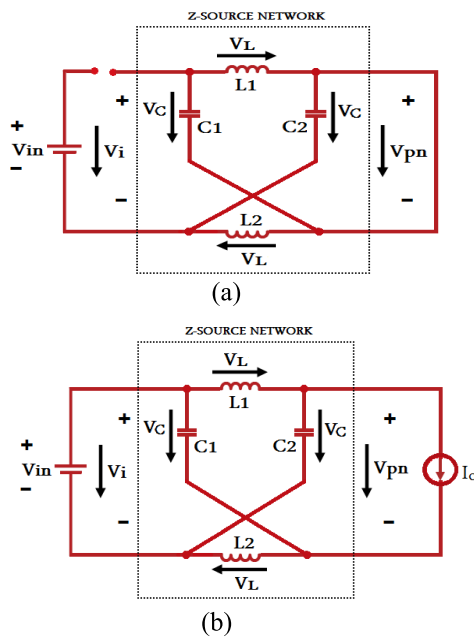 Z-SOURCE NETWORK
VL
L1
+
+
VC
VC
C1
C2
+
Vin
Vi
Vpn
−
−
−
L2
VL
(a)
Z-SOURCE NETWORK
VL
L1
+
+
VC
VC
C1
C2
+
Vin
Vi
Vpn
−
−
−
L2
VL
(b)